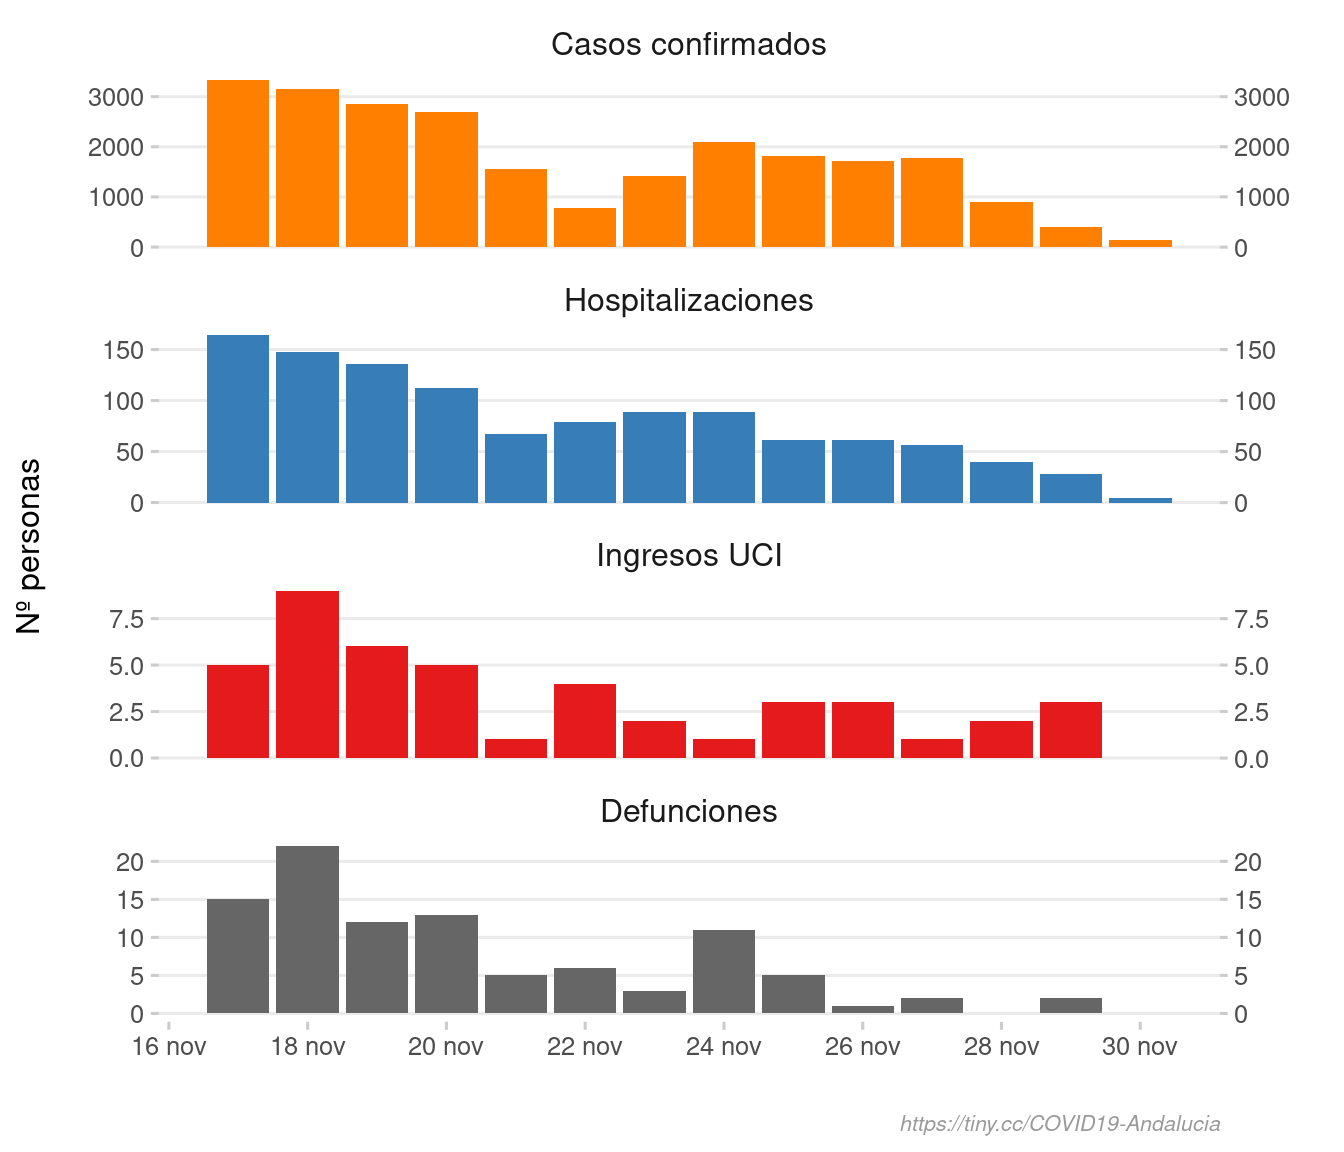 Casos confirmados
3000 3000
2000 2000
1000 1000
0 0
Hospitalizaciones
150 150
100 100
50 50
0 0
Nº personas
Ingresos UCI
7.5 7.5
5.0 5.0
2.5 2.5
0.0 0.0
Defunciones
20 20
15 15
10 10
5 5
0 0
16 nov 18 nov 20 nov 22 nov 24 nov 26 nov 28 nov 30 nov
https://tiny.cc/COVID19-Andalucia